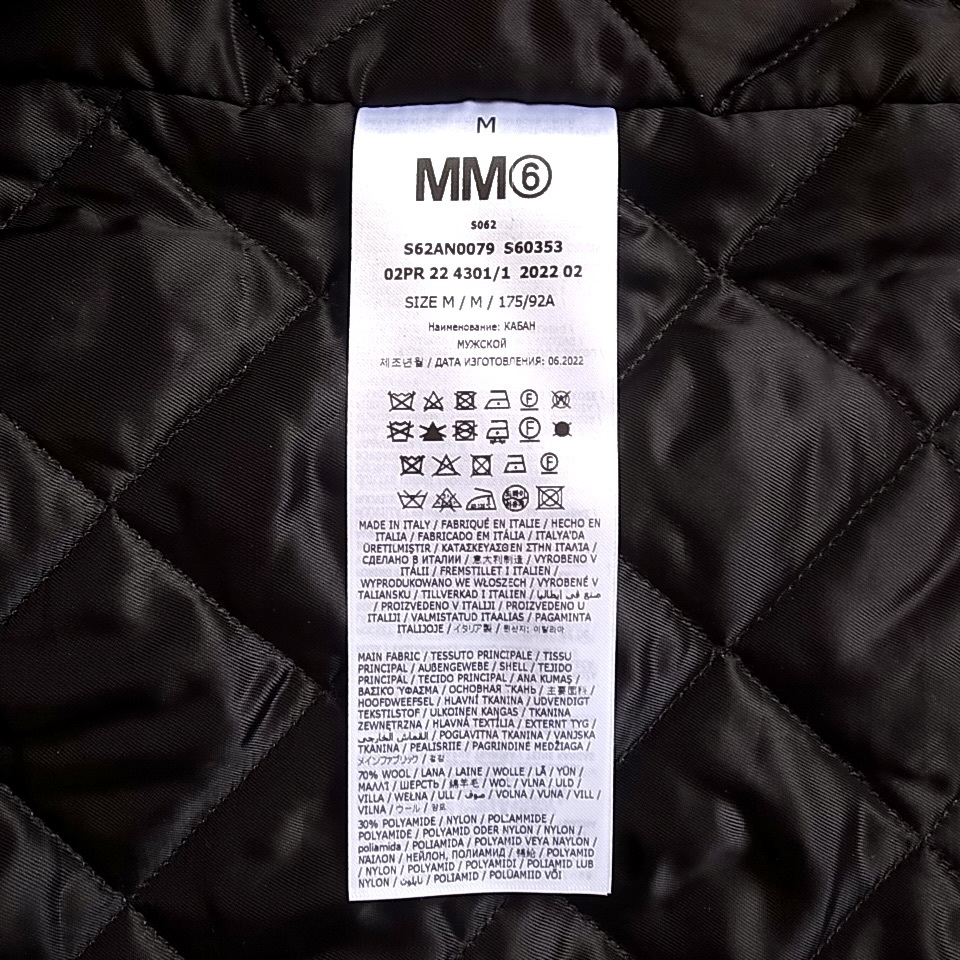 M
MM⑥
S062
S62AN0079 S60353
02PR 22 4301/1 2022 02
SIZE M / M / 175/92A
Наименование: КАБАН
МУЖСКОЙ
제조년월 / ДАТА ИЗГОТОВЛЕНИЯ: 06.2022
MADE IN ITALY / FABRIQUÉ EN ITALIE / HECHO EN
ITALIA / FABRICADO EM ITÁLIA / ITALYA'DA
ÜRETILMIŞTIR / ΚΑΤΑΣΚΕΥΑΣΘΕΝ ΣΤΗΝ ΙΤΑΛΙΑ /
СДЕЛАНО В ИТАЛИИ / 意大利制造 / VYROBENO V
ITÁLII / FREMSTILLET I ITALIEN /
WYPRODUKOWANO WE WŁOSZECH / VYROBENÉ V
TALIANSKU / TILLVERKAD I ITALIEN / صنع في إيطاليا
/ PROIZVEDENO V ITALIJI / PROIZVEDENO U
ITALIJI / VALMISTATUD ITAALIAS / PAGAMINTA
ITALIJOJE / イタリア製 / 원산지: 이탈리아
MAIN FABRIC / TESSUTO PRINCIPALE / TISSU
PRINCIPAL / AUßENGEWEBE / SHELL / TEJIDO
PRINCIPAL / TECIDO PRINCIPAL / ANA KUMAŞ /
ΒΑΣΙΚΟ ΎΦΑΣΜΑ / ОСНОВНАЯ ТКАНЬ / 主要面料 /
HOOFDWEEFSEL / HLAVNÍ TKANINA / UDVENDIGT
TEKSTILSTOF / ULKOINEN KANGAS / TKANINA
ZEWNĘTRZNA / HLAVNÁ TEXTÍLIA / EXTERNT TYG /
القماش الخارجي / POGLAVITNA TKANINA / VANJSKA
TKANINA / PEALISRIIE / PAGRINDINĖ MEDŽIAGA /
メインファブリック / 겉감
70% WOOL / LANA / LAINE / WOLLE / LÃ / YÜN /
ΜΑΛΛΙ / ШЕРСТЬ / 绵羊毛 / WOL / VLNA / ULD /
VILLA / WEŁNA / ULL / صوف / VOLNA / VUNA / VILL /
VILNA / ウール / 양모
30% POLYAMIDE / NYLON / POLAMMIDE /
POLYAMIDE / POLYAMID ODER NYLON / NYLON /
poliamida / POLIAMIDA / POLYAMID VEYA NAYLON /
ΝΆΙΛΟΝ / НЕЙЛОН, ПОЛИАМИД / 锦纶 / POLYAMID
/ NYLON / POLYAMID / POLYAMIDI / POLIAMID LUB
NYLON / نايلون / POLIAMID / POLÜAMIID VÕI